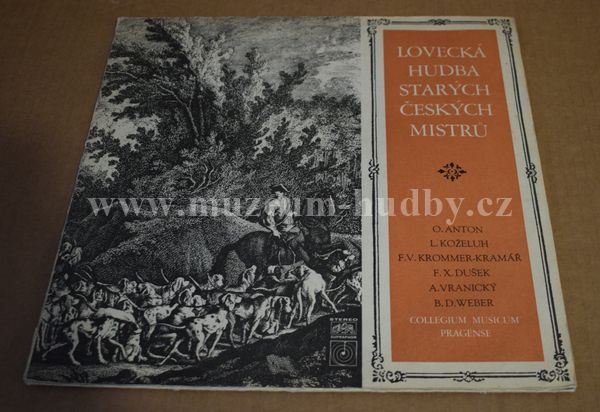 LOVECKÁ
HUDBA
STARÝCH
ČESKÝCH
MISTRŮ
O. ANTON
L. KOŽELUH
F. V. KROMMER-KRAMÁŘ
F. X. DUŠEK
A. VRANICKÝ
B. D. WEBER
COLLEGIUM MUSICUM
PRAGENSE
STEREO
SUPRAPHON
www.muzeum-hudby.cz